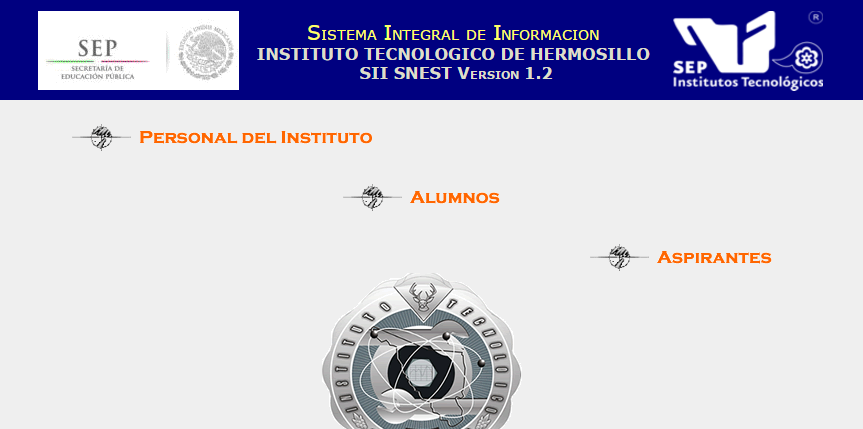 SEP
SECRETARÍA DE
EDUCACIÓN PÚBLICA
ESTADOS UNIDOS MEXICANOS
Sistema Integral de Informacion
INSTITUTO TECNOLOGICO DE HERMOSILLO
SII SNEST Version 1.2
®
SEP
Institutos Tecnológicos
Personal del Instituto
Alumnos
Aspirantes
INSTITUTO TECNOLOGICO